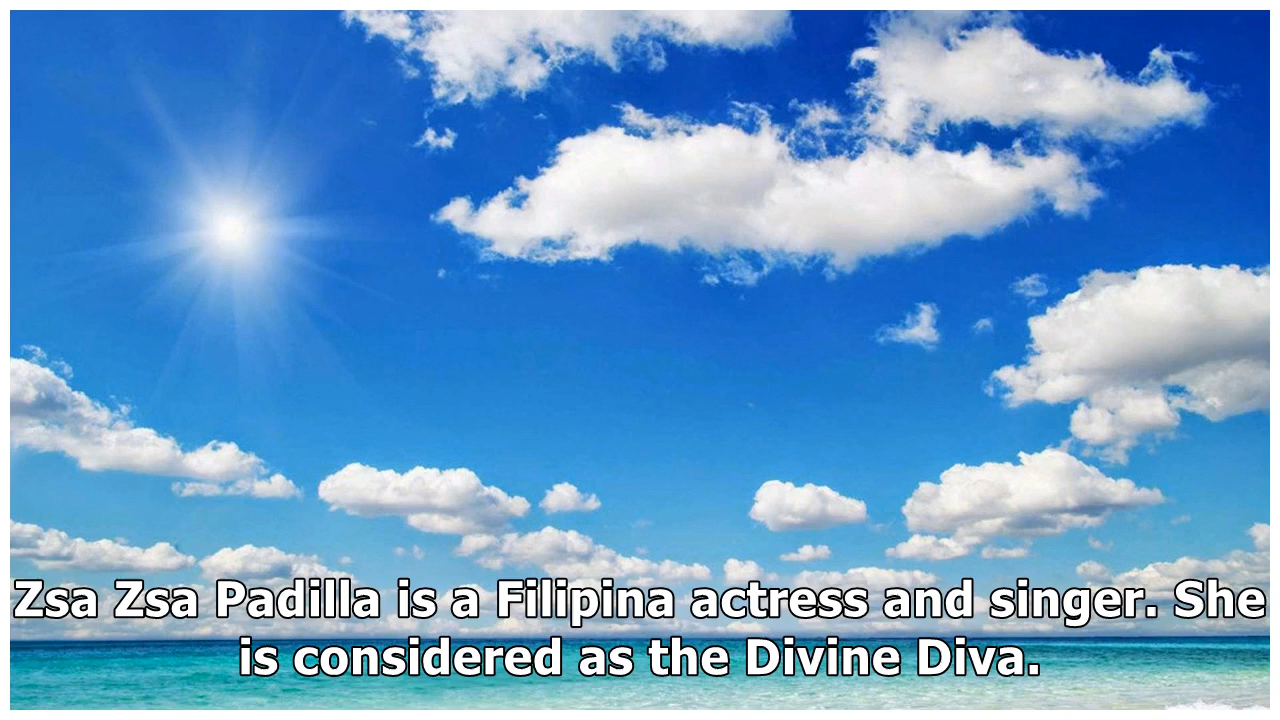 Zsa Zsa Padilla is a Filipina actress and singer. She
is considered as the Divine Diva.